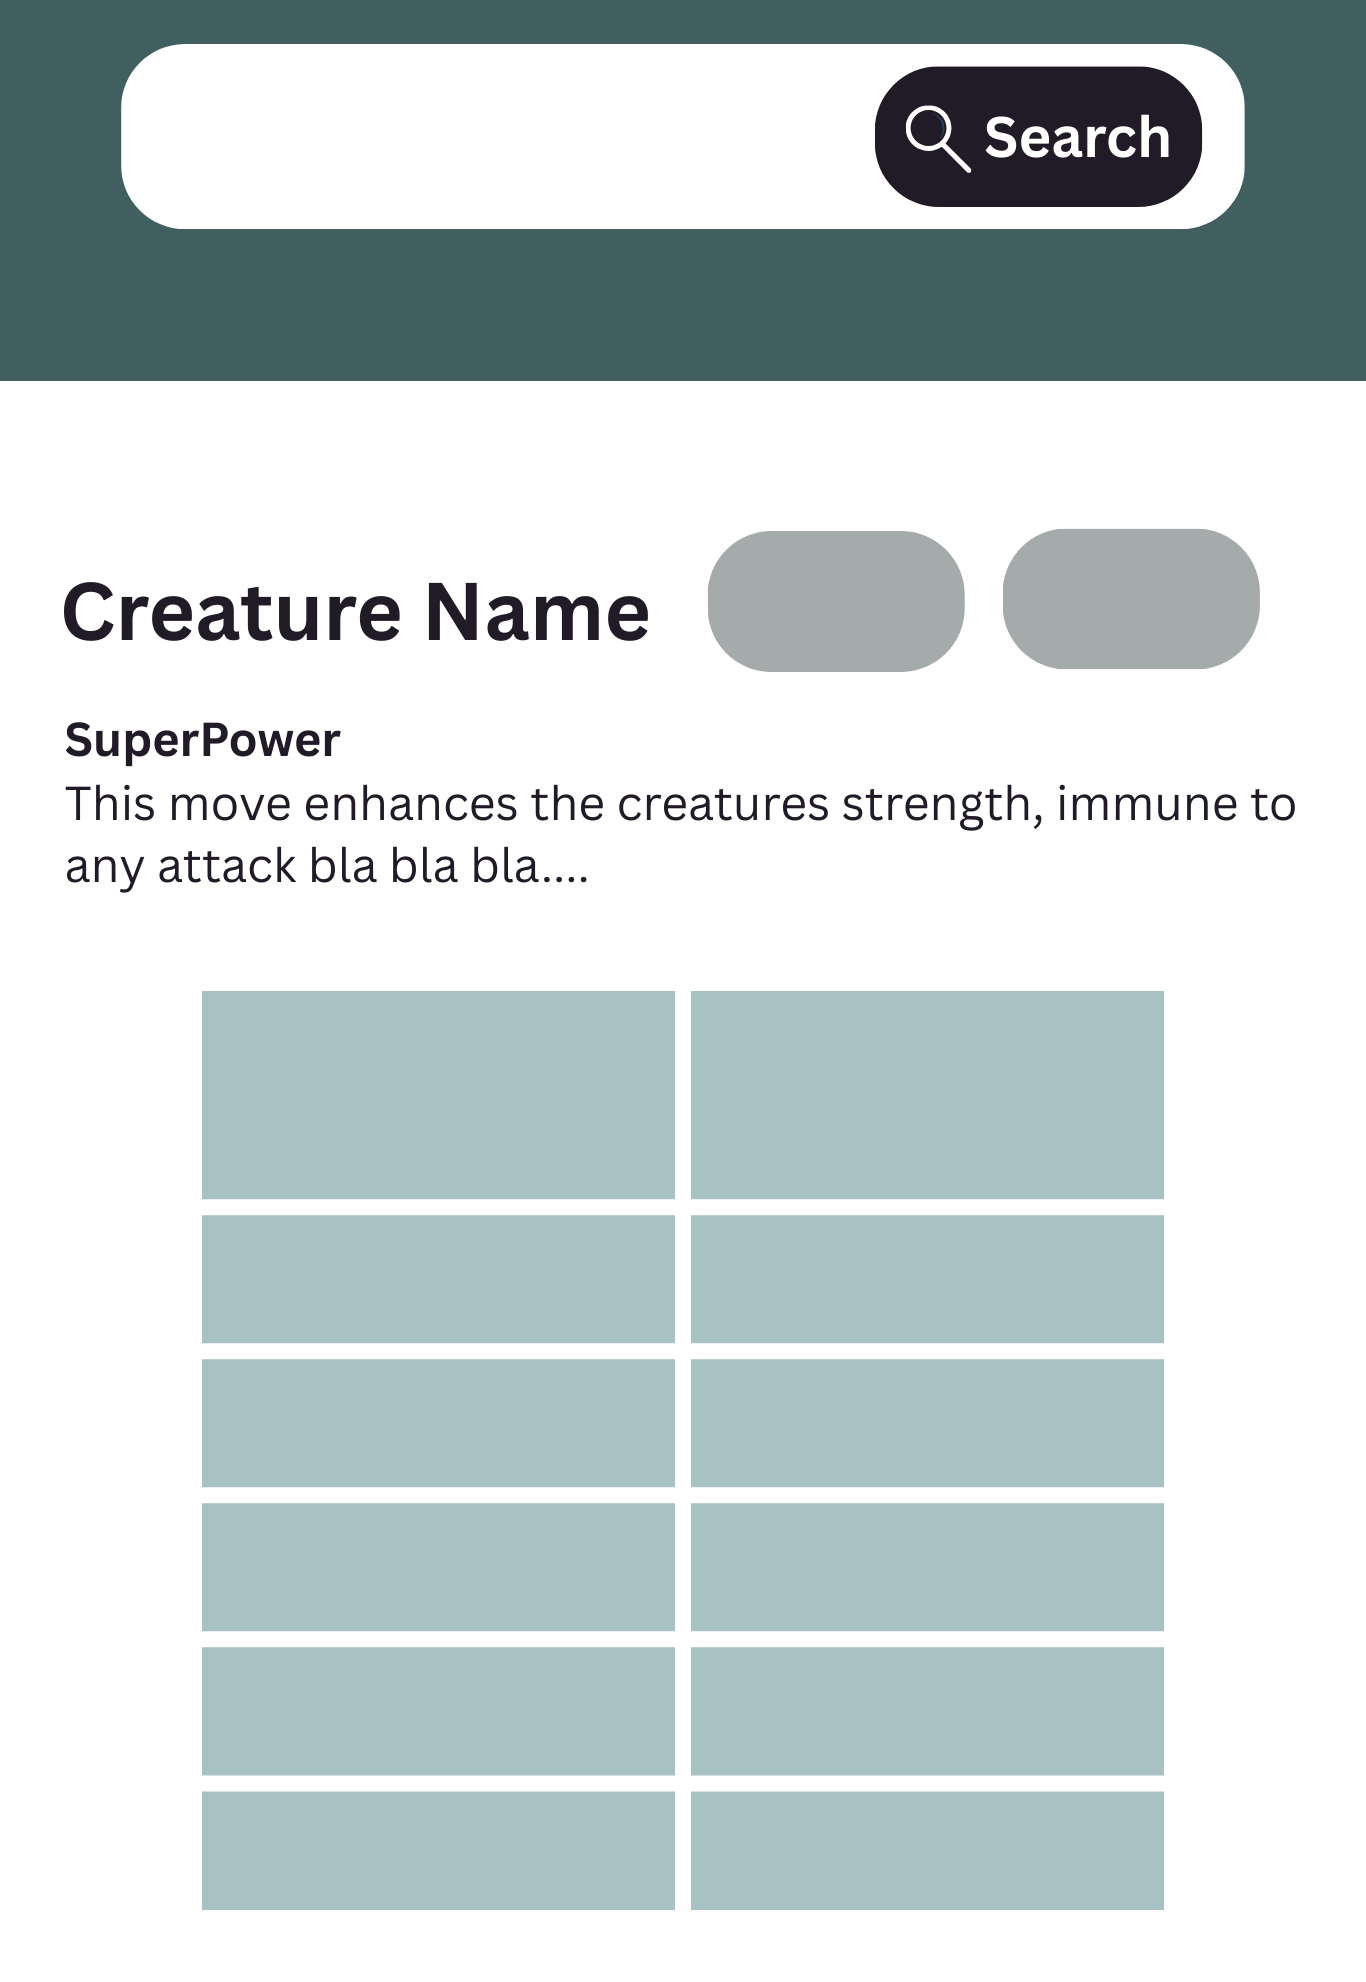 Search
Creature Name
SuperPower
This move enhances the creatures strength, immune to
any attack bla bla bla....